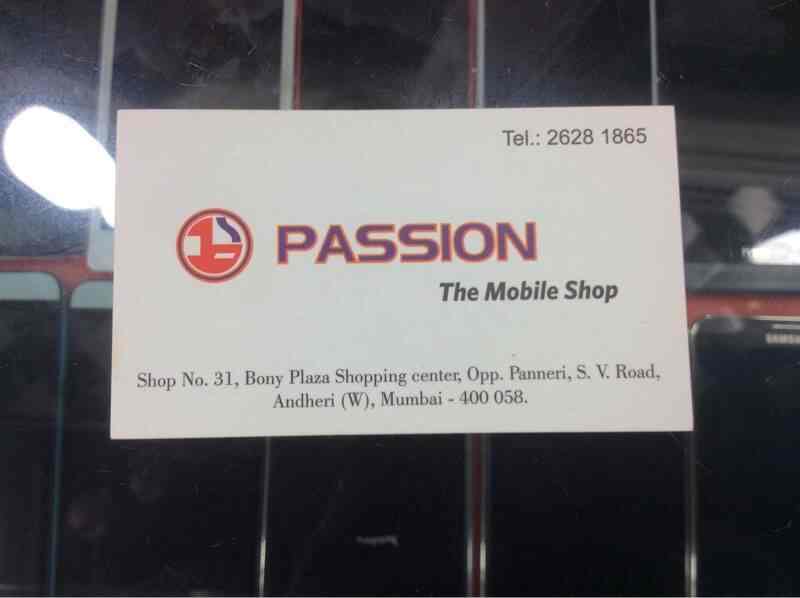 Tel.: 2628 1865
PASSION
The Mobile Shop
Shop No. 31, Bony Plaza Shopping center, Opp. Panneri, S. V. Road,
Andheri (W), Mumbai - 400 058.